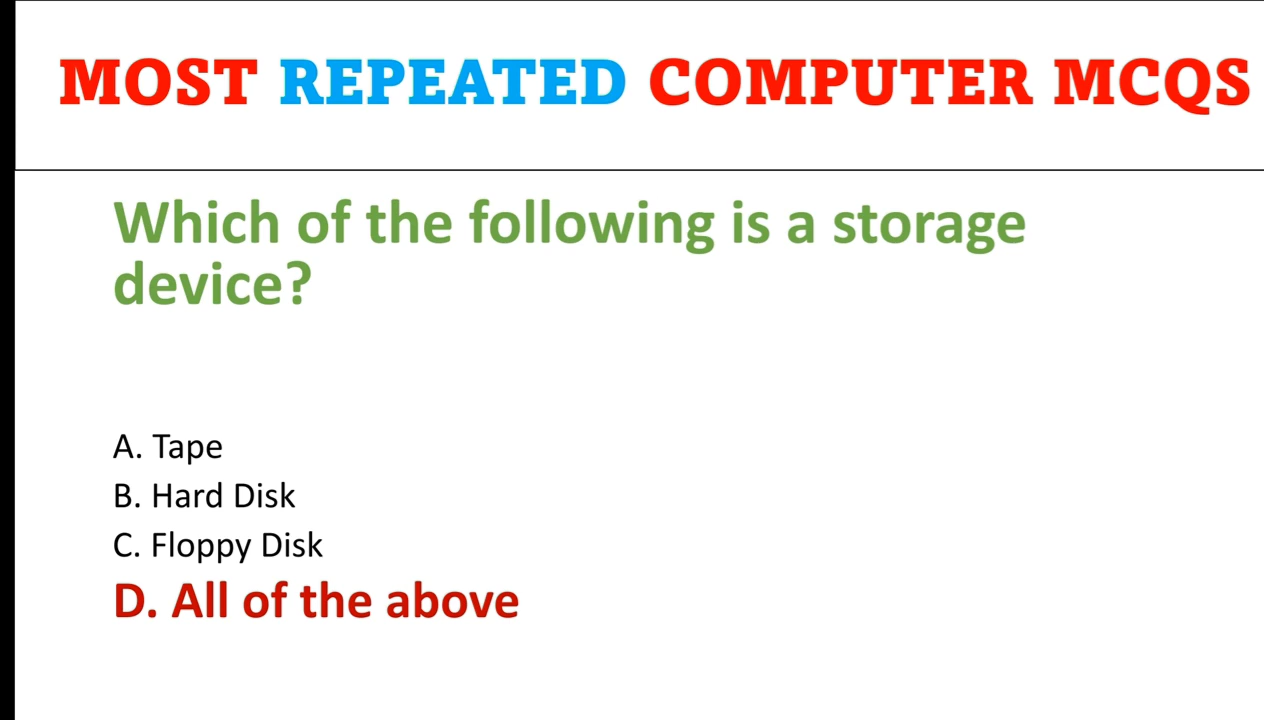 MOST REPEATED COMPUTER MCQS
Which of the following is a storage
device?
A. Tape
B. Hard Disk
C. Floppy Disk
D. All of the above